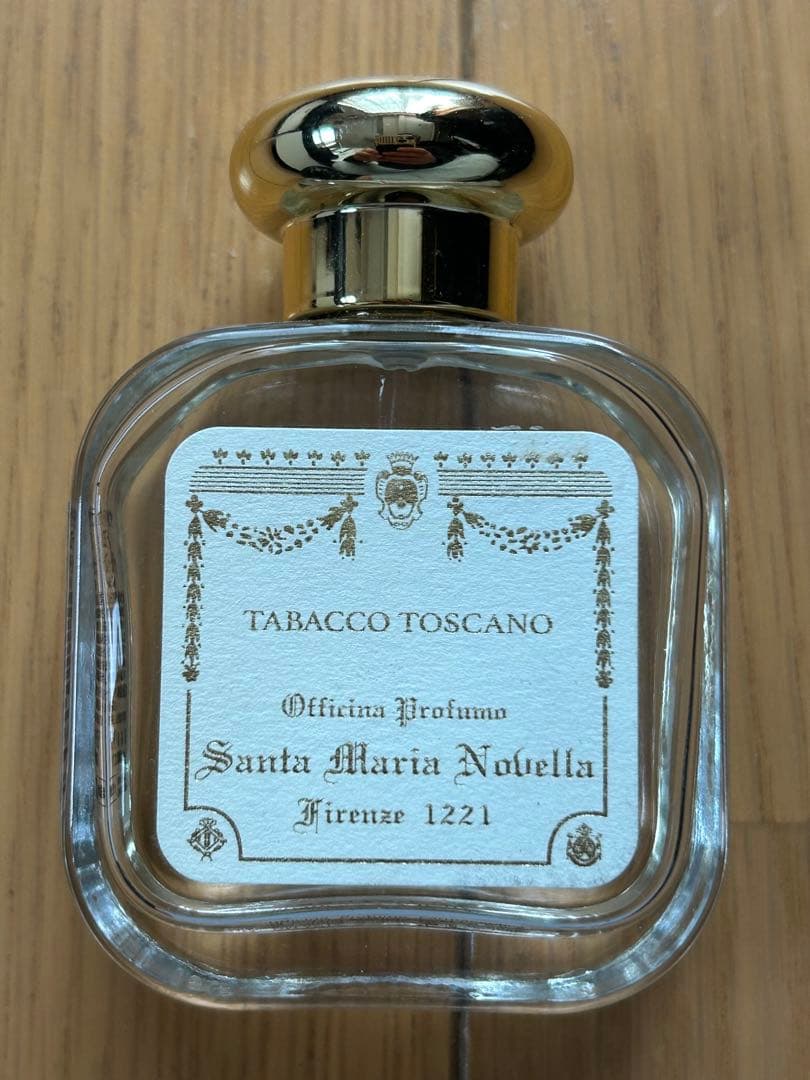 TABACCO TOSCANO
Officina Profumo
Santa Maria Novella
Firenze 1221